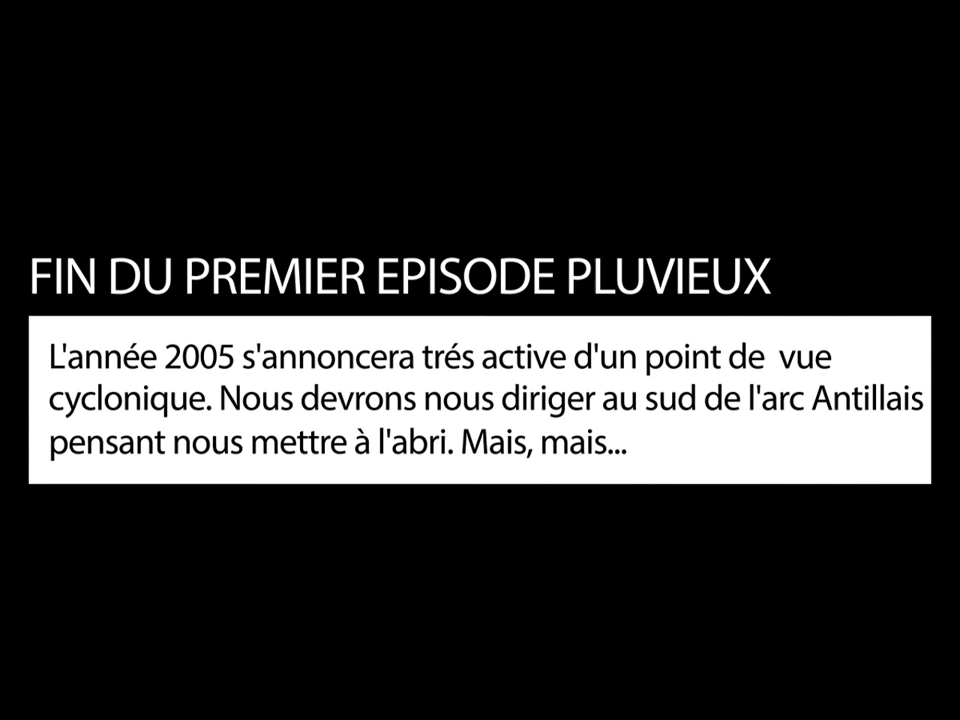 FIN DU PREMIER EPISODE PLUVIEUX
L'année 2005 s'annoncera trés active d'un point de  vue
cyclonique. Nous devrons nous diriger au sud de l'arc Antillais
pensant nous mettre à l'abri. Mais, mais...